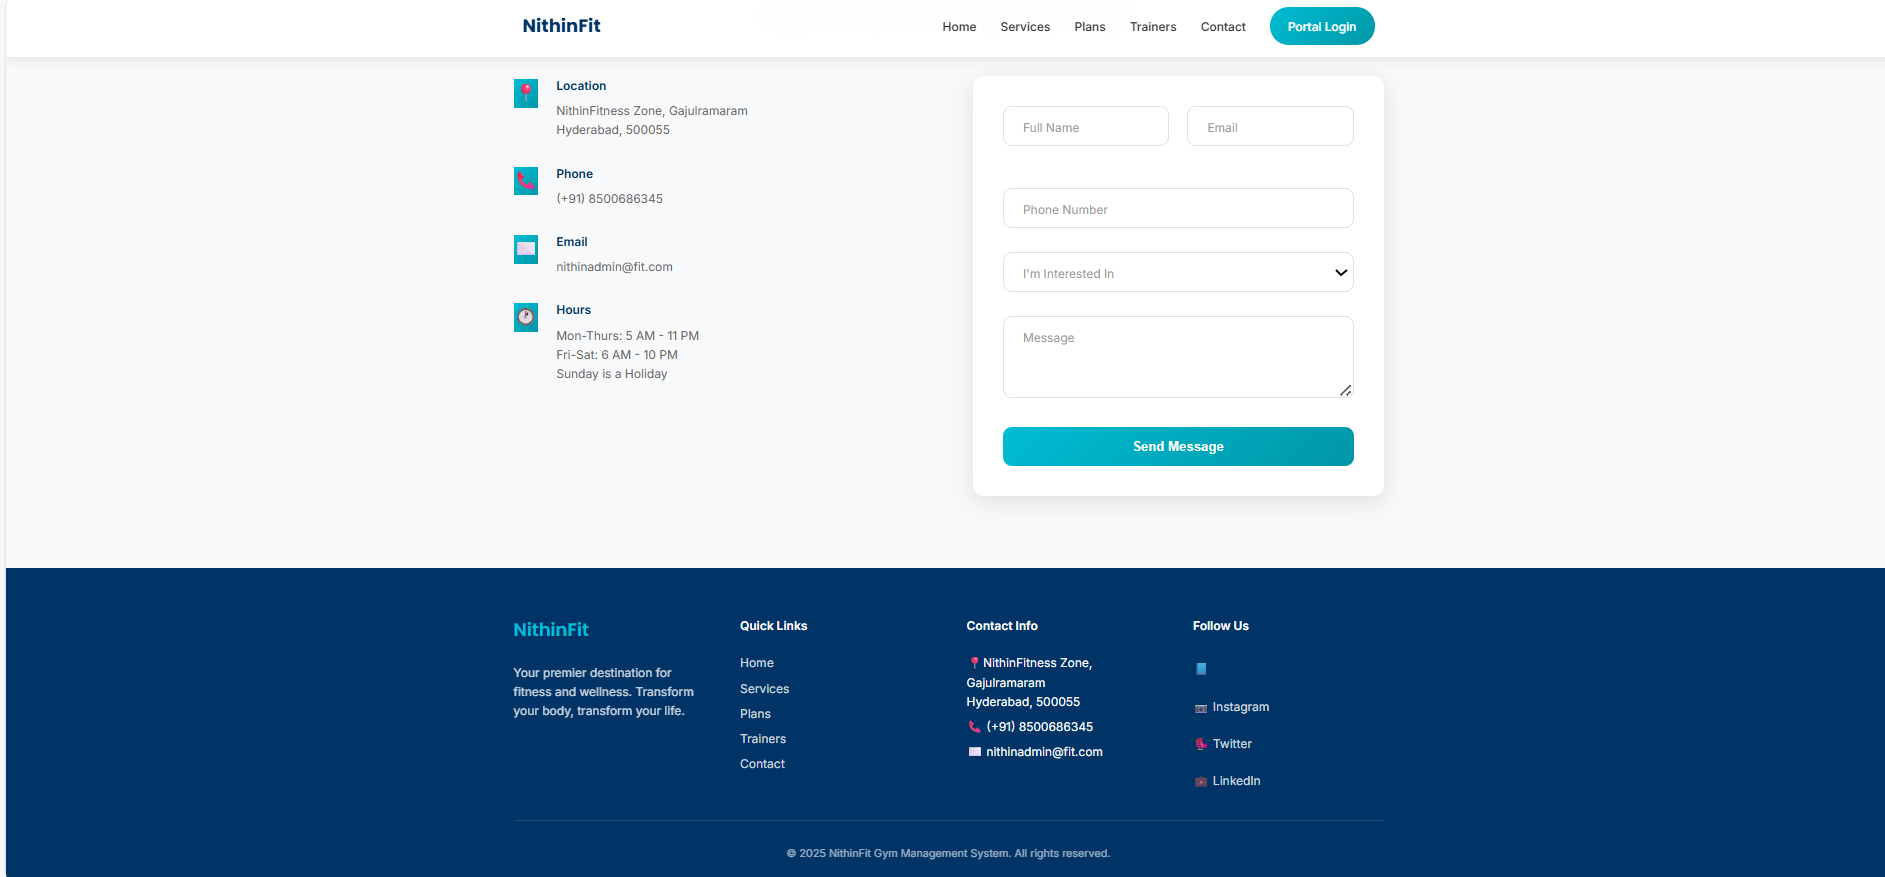 NithinFit
Home Services Plans Trainers Contact Portal Login
Location
NithinFitness Zone, Gajulramaram
Hyderabad, 500055
Phone
(+91) 8500686345
Email
nithinadmin@fit.com
Hours
Mon-Thurs: 5 AM - 11 PM
Fri-Sat: 6 AM - 10 PM
Sunday is a Holiday
Full Name Email
Phone Number
I'm Interested In
Message
Send Message
NithinFit
Your premier destination for
fitness and wellness. Transform
your body, transform your life.
Quick Links
Home
Services
Plans
Trainers
Contact
Contact Info
NithinFitness Zone,
Gajulramaram
Hyderabad, 500055
(+91) 8500686345
nithinadmin@fit.com
Follow Us
Instagram
Twitter
LinkedIn
© 2025 NithinFit Gym Management System. All rights reserved.